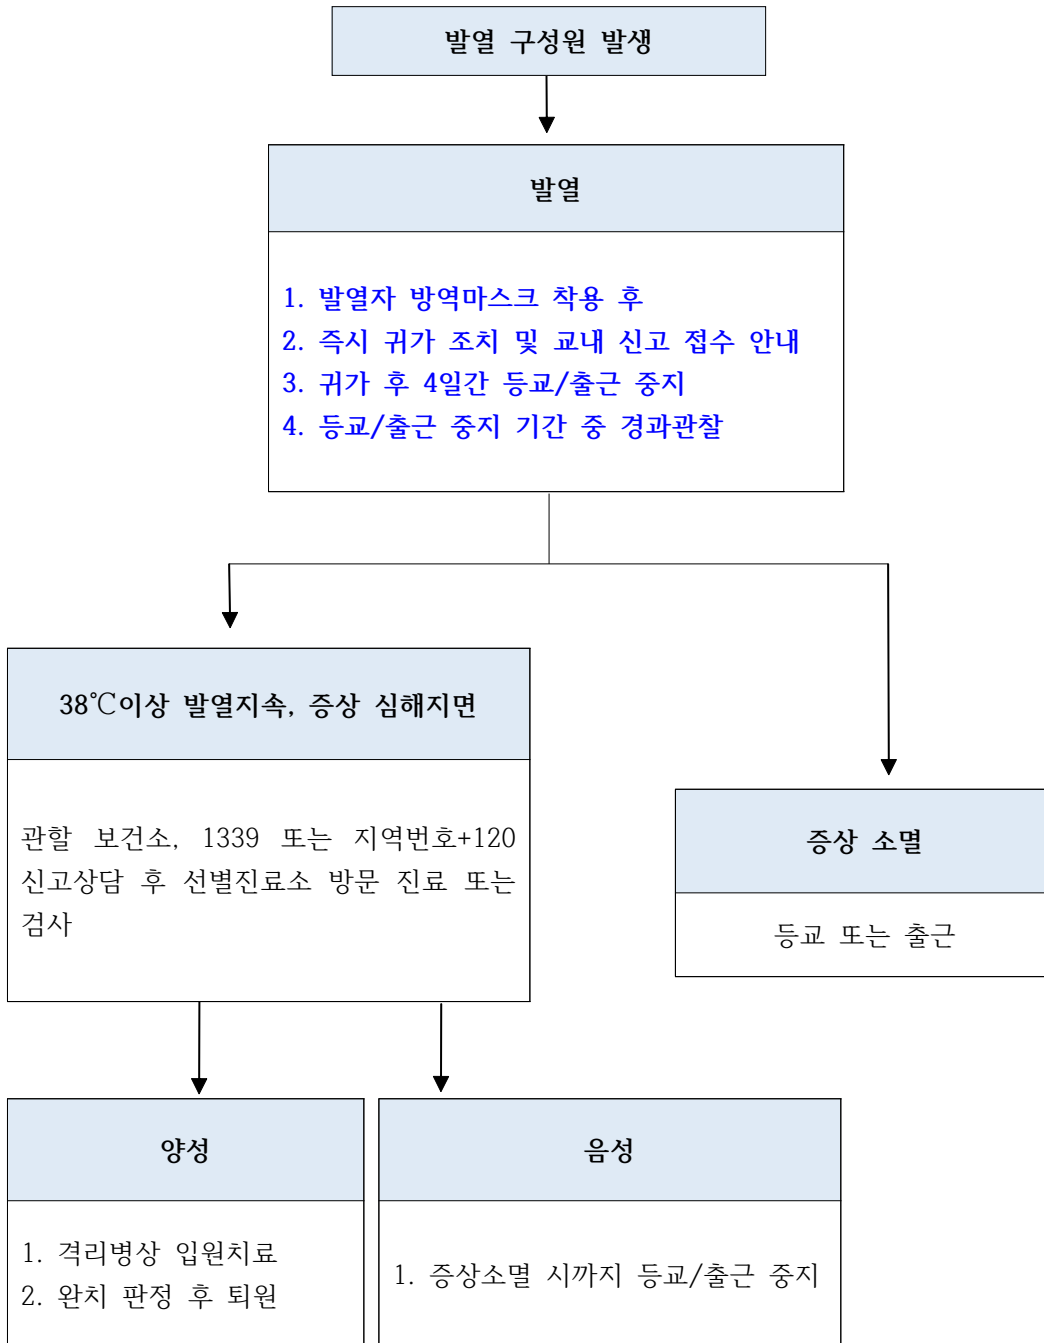 발열 구성원 발생
발열
1. 발열자 방역마스크 착용 후
2. 즉시 귀가 조치 및 교내 신고 접수 안내
3. 귀가 후 4일간 등교/출근 중지
4. 등교/출근 중지 기간 중 경과관찰
38℃이상 발열지속, 증상 심해지면
관할 보건소, 1339 또는 지역번호+120
신고상담 후 선별진료소 방문 진료 또는
검사
증상 소멸
등교 또는 출근
양성
1. 격리병상 입원치료
2. 완치 판정 후 퇴원
음성
1. 증상소멸 시까지 등교/출근 중지